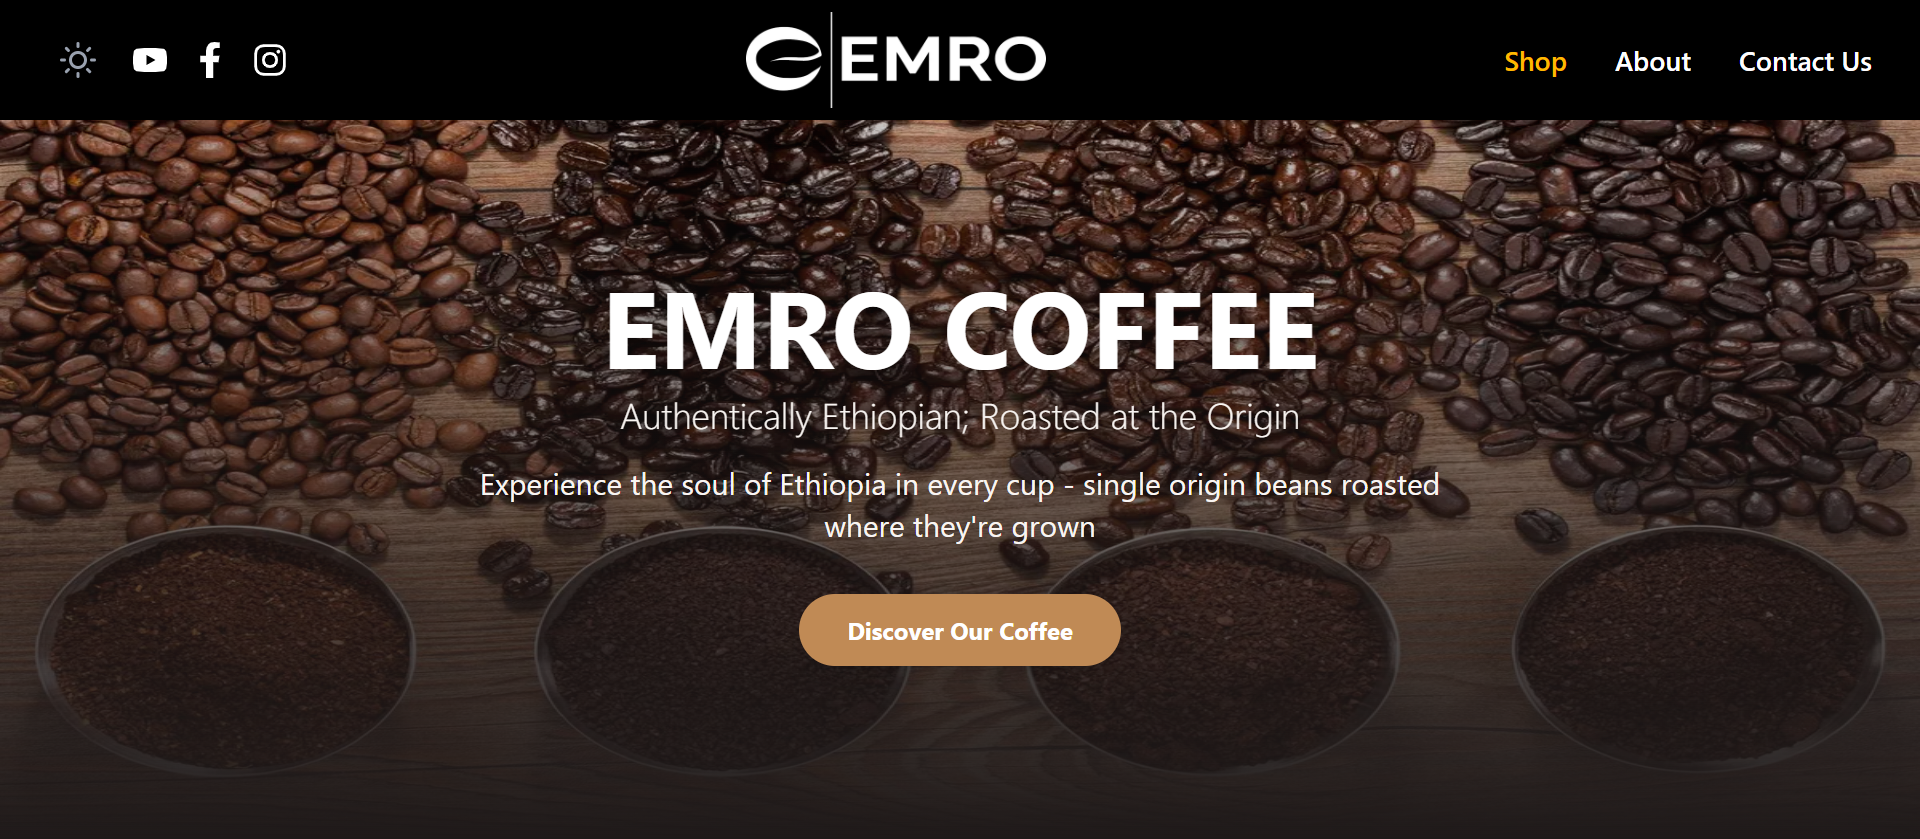 EMRO
Shop
About
Contact Us
EMRO COFFEE
Authentically Ethiopian; Roasted at the Origin
Experience the soul of Ethiopia in every cup - single origin beans roasted
where they're grown
Discover Our Coffee